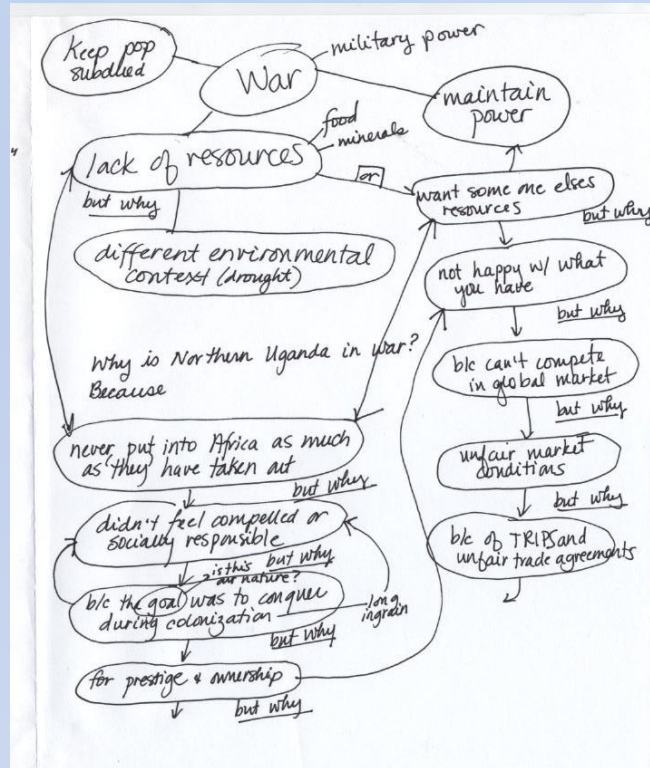 Keep pop
subdued
War
military power
maintain
power
lack of resources
food
minerals
but why
or
want some one elses
resources
but why
different environmental
context (drought)
not happy w/ what
you have
but why
Why is Northern Uganda in war?
Because
b/c can't compete
in global market
but why
never put into Africa as much
as they have taken out
but why
unfair market
conditions
but why
didn't feel compelled or
socially responsible
but why
b/c of TRIPS and
unfair trade agreements
is this
our nature?
b/c the goal was to conquer
during colonization
long
ingrain
but why
for prestige & ownership
but why